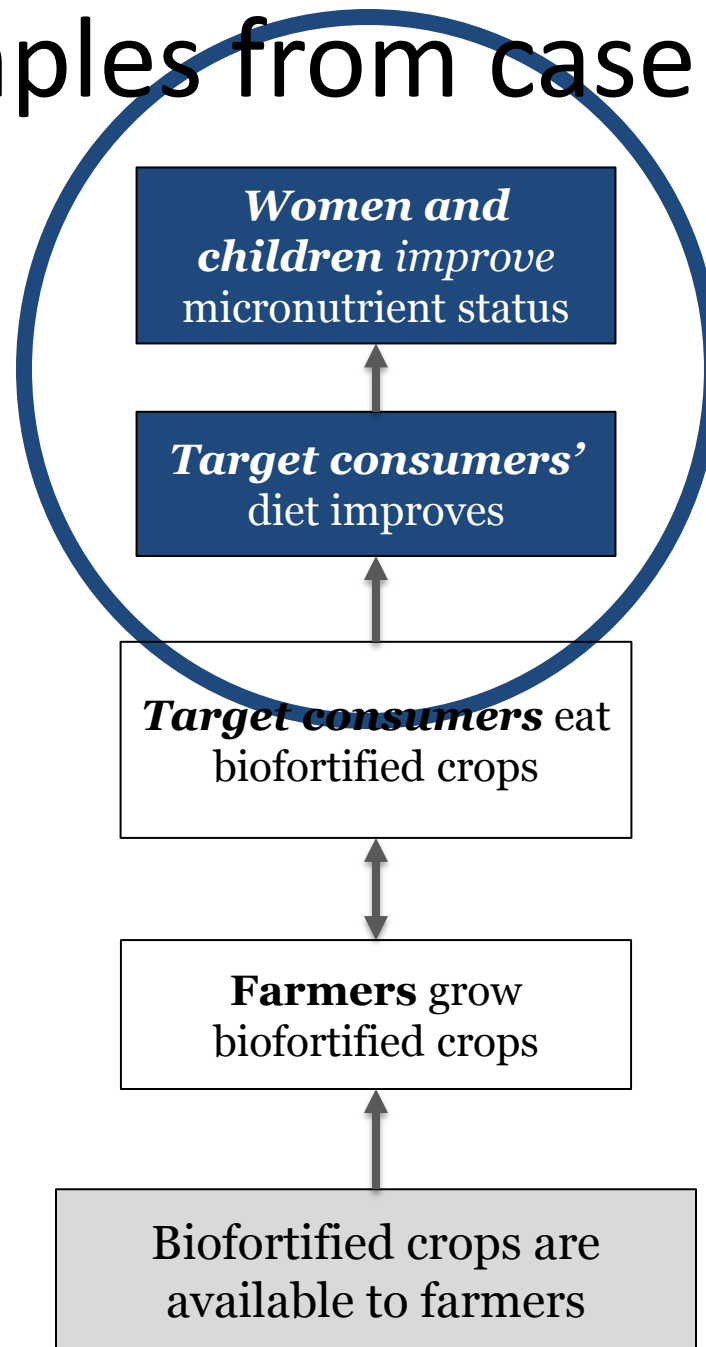 ples from case
Women and
children improve
micronutrient status
Target consumers’
diet improves
Target consumers eat
biofortified crops
Farmers grow
biofortified crops
Biofortified crops are
available to farmers